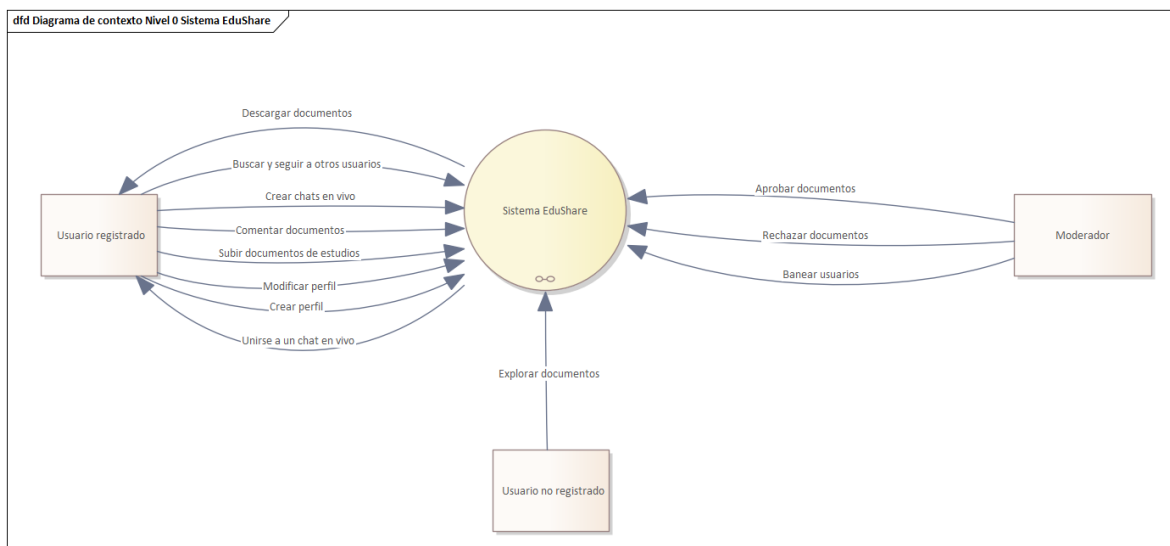 dfd Diagrama de contexto Nivel 0 Sistema EduShare
Descargar documentos
Buscar y seguir a otros usuarios
Crear chats en vivo
Comentar documentos
Subir documentos de estudios
Modificar perfil
Crear perfil
Unirse a un chat en vivo
Usuario registrado
Sistema EduShare
Aprobar documentos
Rechazar documentos
Banear usuarios
Moderador
Explorar documentos
Usuario no registrado